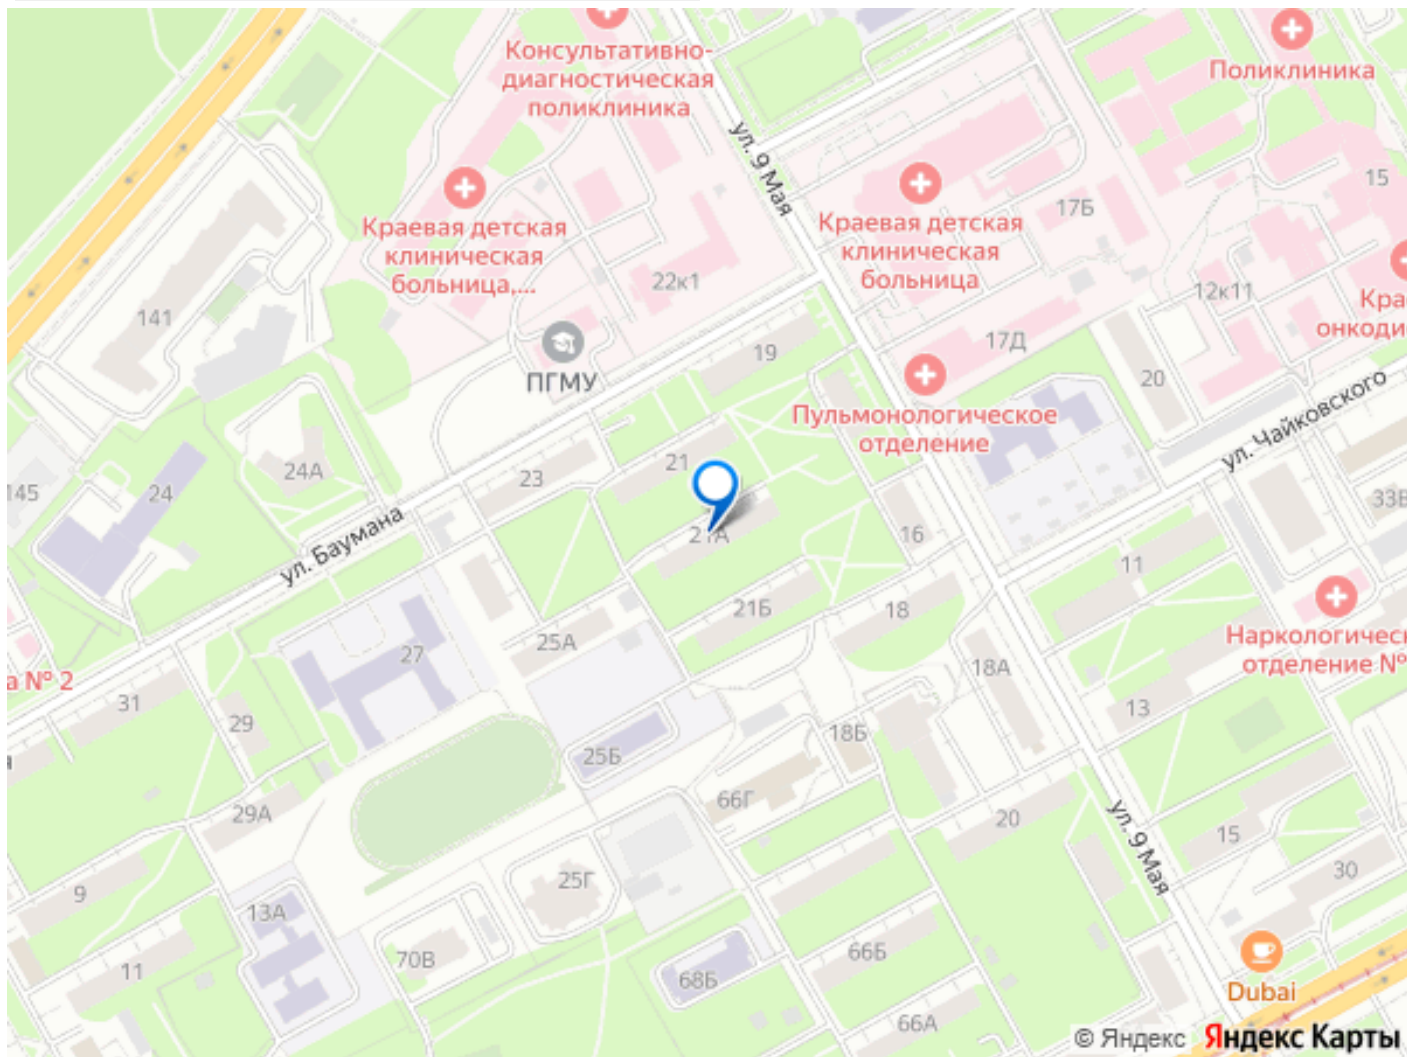 Консультативно-
диагностическая
поликлиника
Поликлиника
ул. 9 Мая
Краевая детская
клиническая
больница,...
Краевая детская
клиническая
больница
15
17Б
22к1
12к11
141
19
17Д
20
ПГМУ
Пульмонологическое
отделение
ул. Чайковского
онкоди
21
23
24А
24
145
21А
16
33В
ул. Баумана
11
21Б
18
25А
27
Наркологичес
отделение №
18А
а № 2
31
29
13
18Б
25Б
66Г
29А
20
ул. 9 Мая
15
30
25Г
9
13А
70В
11
66Б
68Б
Dubai
66А
© Яндекс Яндекс Карты